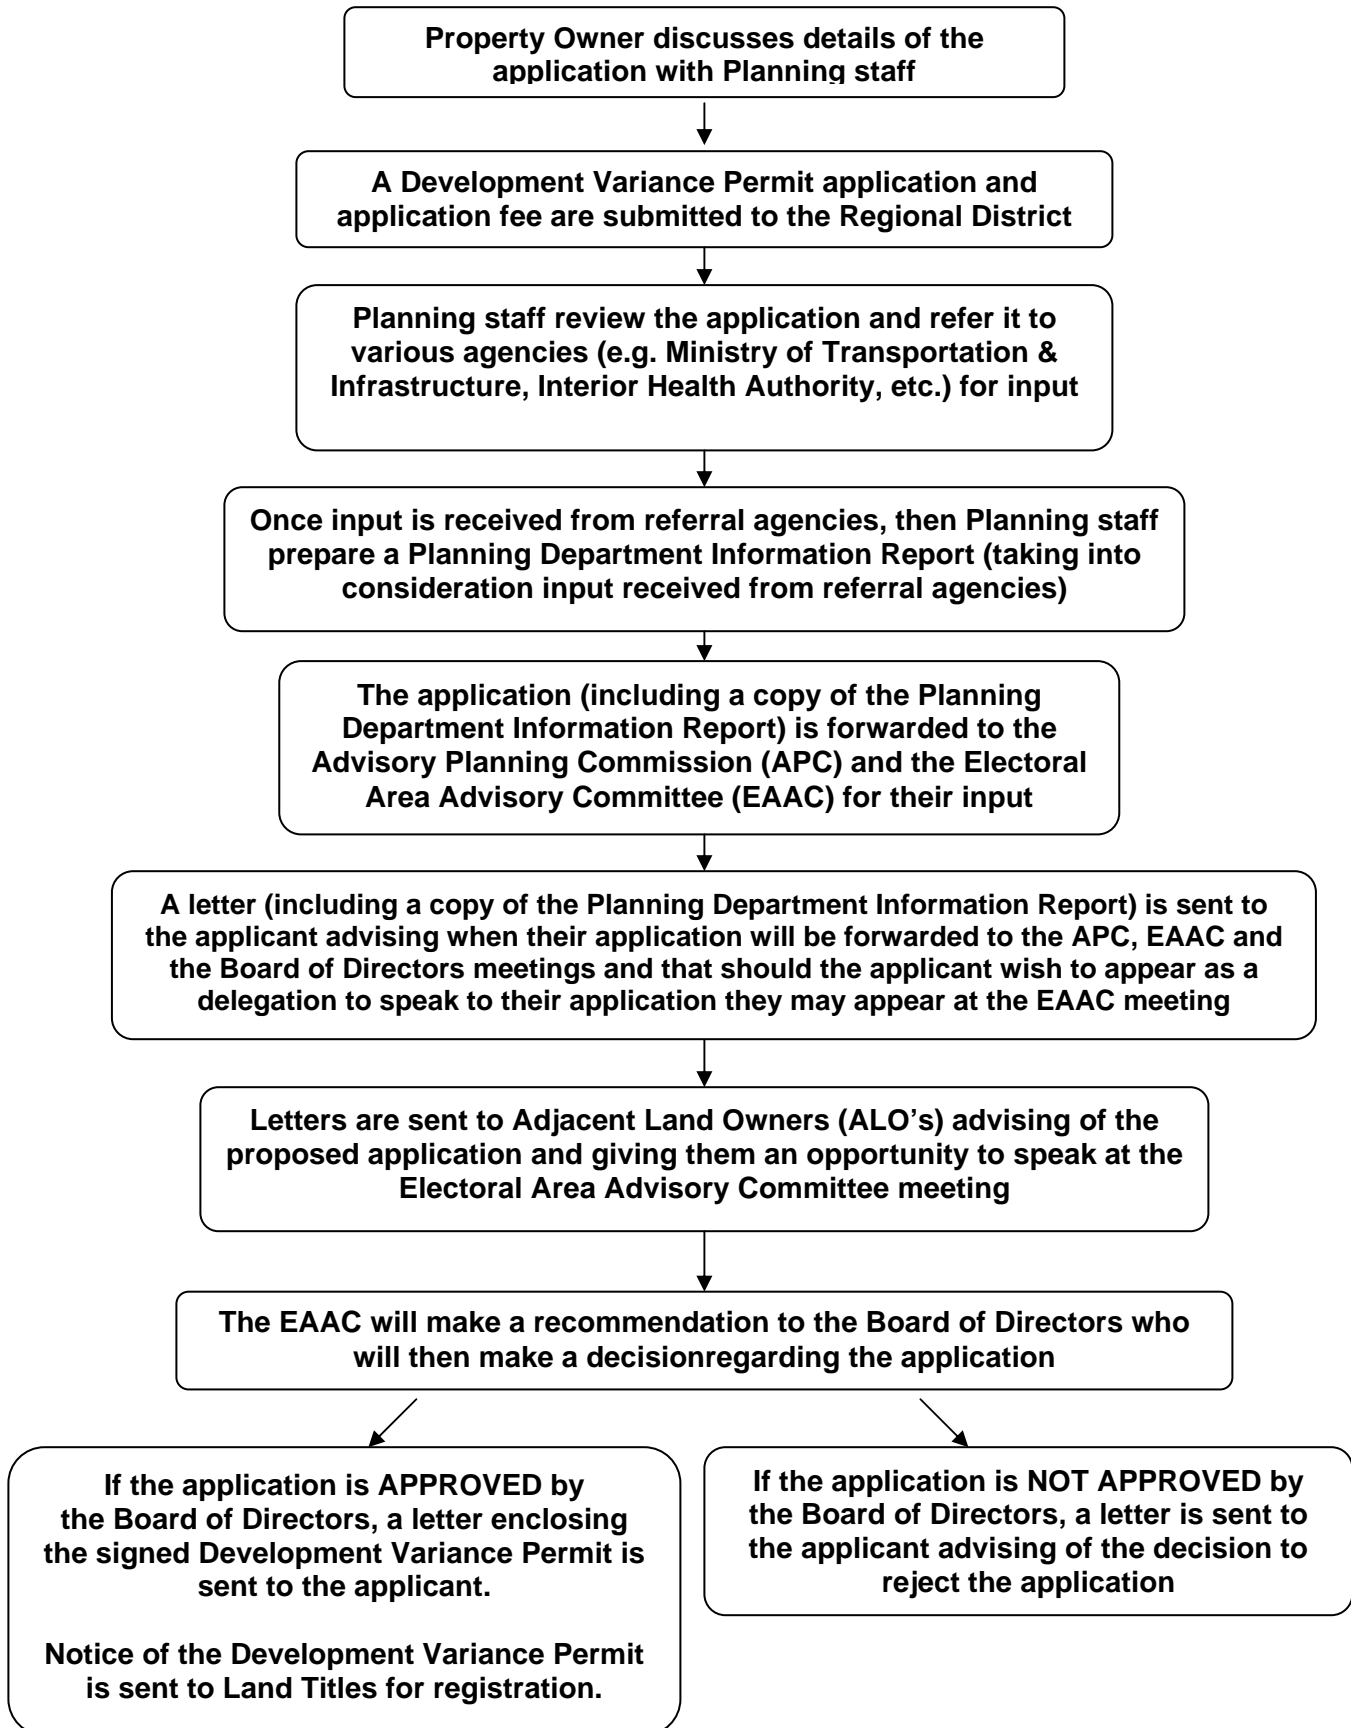 Property Owner discusses details of the
application with Planning staff
A Development Variance Permit application and
application fee are submitted to the Regional District
Planning staff review the application and refer it to
various agencies (e.g. Ministry of Transportation &
Infrastructure, Interior Health Authority, etc.) for input
Once input is received from referral agencies, then Planning staff
prepare a Planning Department Information Report (taking into
consideration input received from referral agencies)
The application (including a copy of the Planning
Department Information Report) is forwarded to the
Advisory Planning Commission (APC) and the Electoral
Area Advisory Committee (EAAC) for their input
A letter (including a copy of the Planning Department Information Report) is sent to
the applicant advising when their application will be forwarded to the APC, EAAC and
the Board of Directors meetings and that should the applicant wish to appear as a
delegation to speak to their application they may appear at the EAAC meeting
Letters are sent to Adjacent Land Owners (ALO’s) advising of the
proposed application and giving them an opportunity to speak at the
Electoral Area Advisory Committee meeting
The EAAC will make a recommendation to the Board of Directors who
will then make a decisionregarding the application
If the application is APPROVED by
the Board of Directors, a letter enclosing
the signed Development Variance Permit is
sent to the applicant.
Notice of the Development Variance Permit
is sent to Land Titles for registration.
If the application is NOT APPROVED by
the Board of Directors, a letter is sent to
the applicant advising of the decision to
reject the application